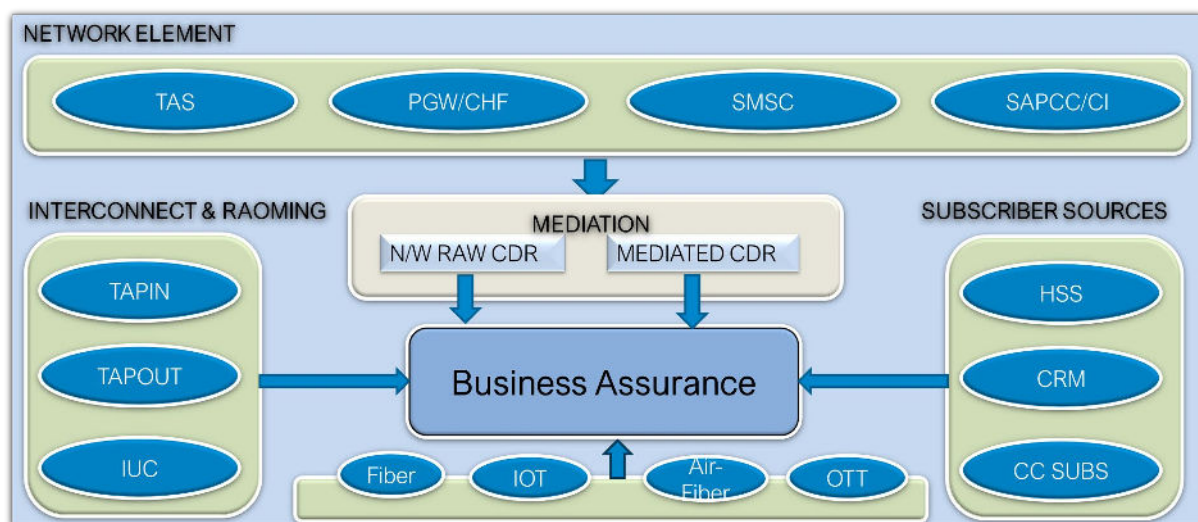 NETWORK ELEMENT
TAS
PGW/CHF
SMSC
SAPCC/CI
INTERCONNECT & RAOMING
TAPIN
TAPOUT
IUC
MEDIATION
N/W RAW CDR
MEDIATED CDR
Business Assurance
SUBSCRIBER SOURCES
HSS
CRM
CC SUBS
Fiber
IOT
Air-
Fiber
OTT